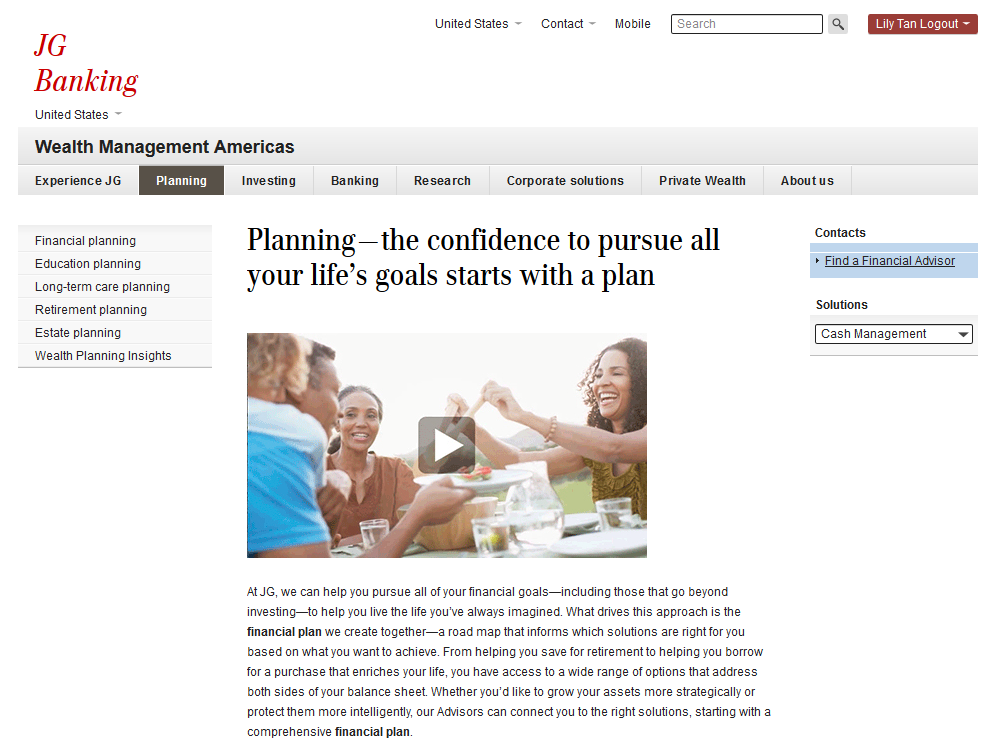 United States Contact Mobile Search Lily Tan Logout
JG
Banking
United States
Wealth Management Americas
Experience JG Planning Investing Banking Research Corporate solutions Private Wealth About us
Financial planning
Education planning
Long-term care planning
Retirement planning
Estate planning
Wealth Planning Insights
Planning—the confidence to pursue all
your life’s goals starts with a plan
At JG, we can help you pursue all of your financial goals—including those that go beyond
investing—to help you live the life you’ve always imagined. What drives this approach is the
financial plan we create together—a road map that informs which solutions are right for you
based on what you want to achieve. From helping you save for retirement to helping you borrow
for a purchase that enriches your life, you have access to a wide range of options that address
both sides of your balance sheet. Whether you’d like to grow your assets more strategically or
protect them more intelligently, our Advisors can connect you to the right solutions, starting with a
comprehensive financial plan.
Contacts
Find a Financial Advisor
Solutions
Cash Management